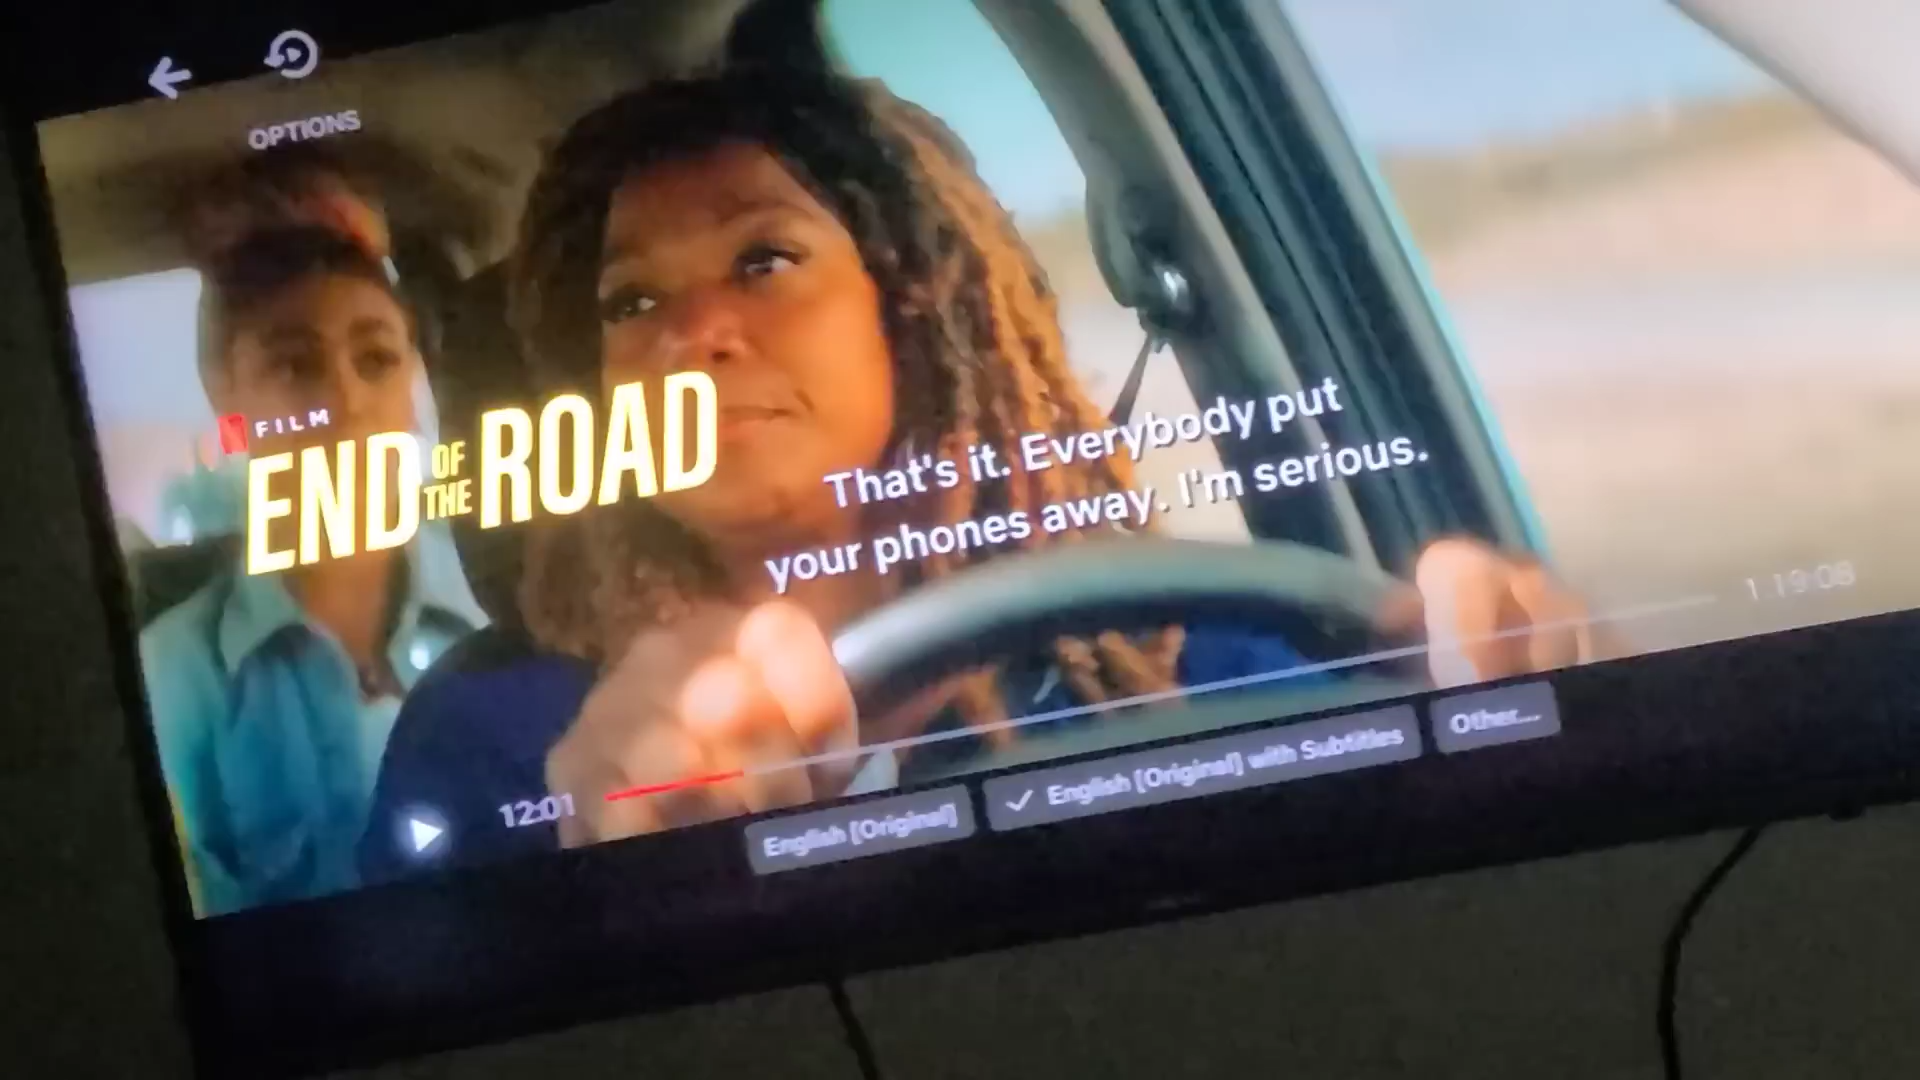 OPTIONS
N FILM
END OF THE ROAD
That's it. Everybody put
your phones away. I'm serious.
12:01
1:19:08
English [Original]
English [Original] with Subtitles
Other...